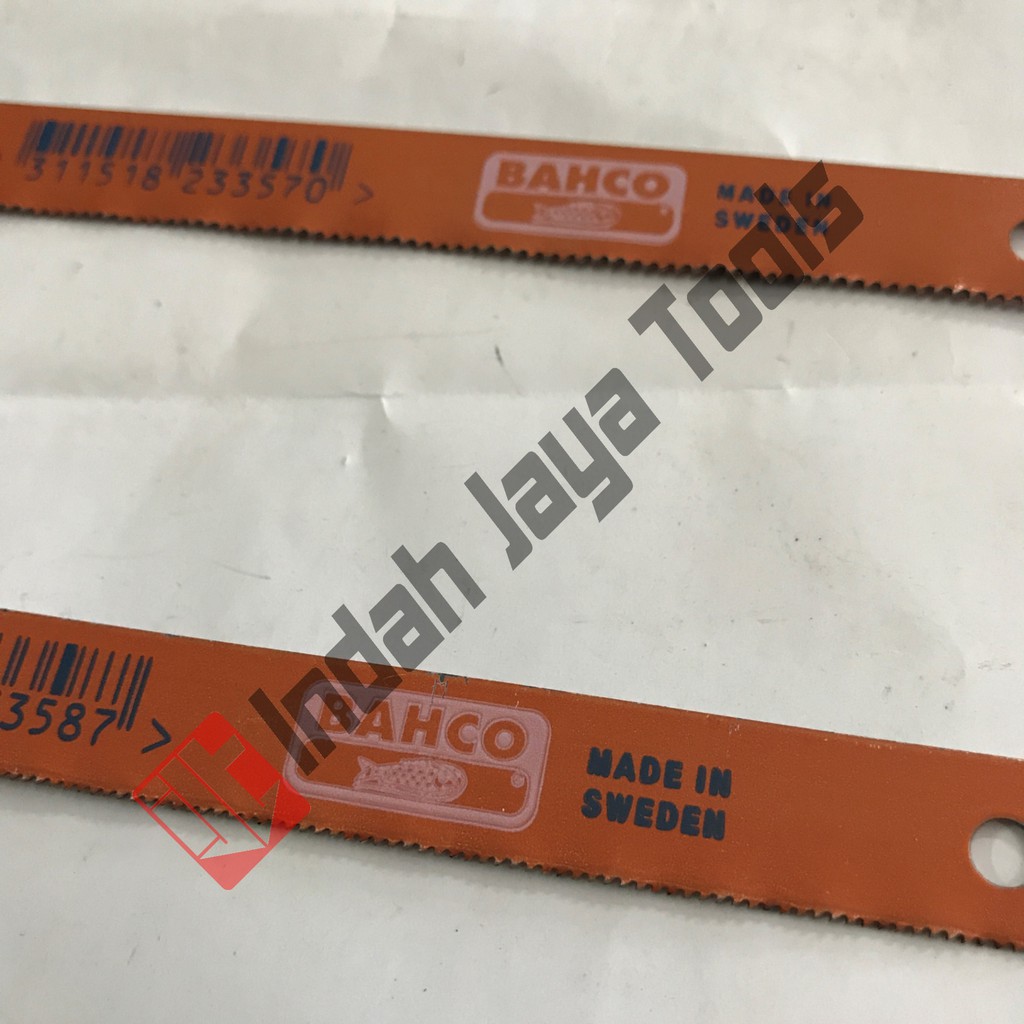 311518 233570 >
BAHCO
MADE IN
SWEDEN
Indah Jaya Tools
3587 >
BAHCO
MADE IN
SWEDEN